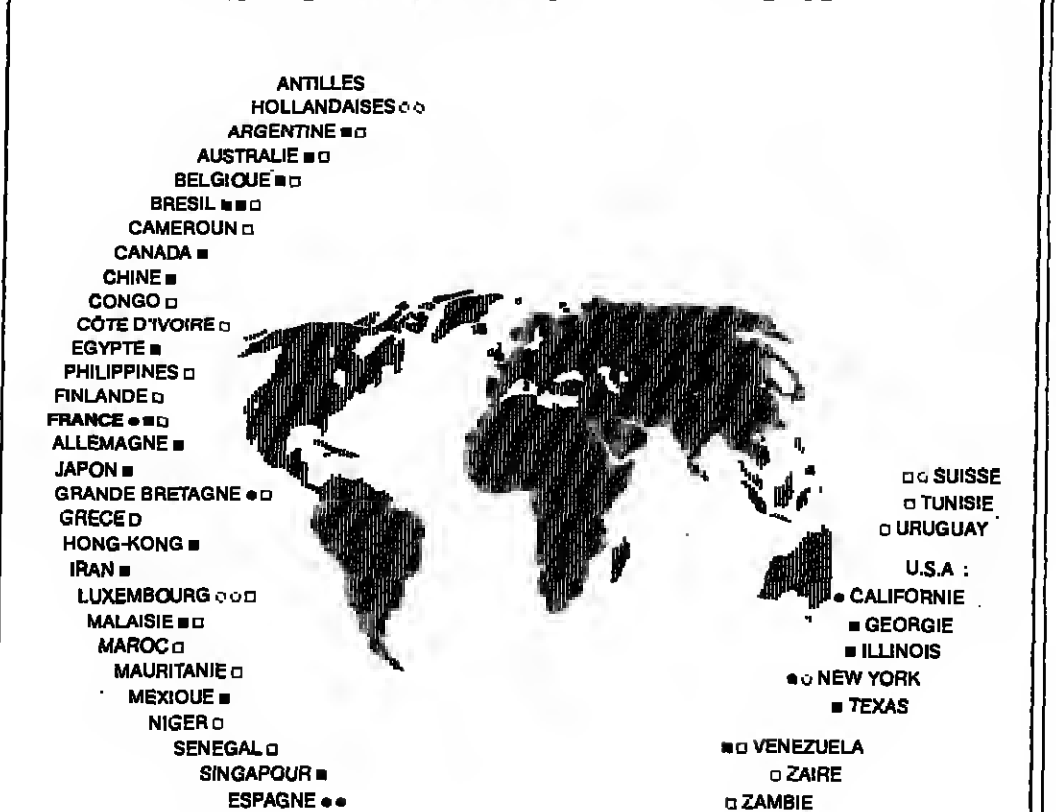 ANTILLES
HOLLANDAISES ○○
ARGENTINE ■□
AUSTRALIE ■□
BELGIQUE ■□
BRESIL ■■□
CAMEROUN □
CANADA ■
CHINE ■
CONGO □
CÔTE D'IVOIRE □
EGYPTE ■
PHILIPPINES □
FINLANDE □
FRANCE ●■□
ALLEMAGNE ■
JAPON ■
GRANDE BRETAGNE ●□
GRECE □
HONG-KONG ■
IRAN ■
LUXEMBOURG ○○□
MALAISIE ■□
MAROC □
MAURITANIE □
MEXIQUE ■
NIGER □
SENEGAL □
SINGAPOUR ■
ESPAGNE ●●
□○ SUISSE
□ TUNISIE
□ URUGUAY
U.S.A :
● CALIFORNIE
■ GEORGIE
■ ILLINOIS
●○ NEW YORK
■ TEXAS
■□ VENEZUELA
□ ZAIRE
□ ZAMBIE